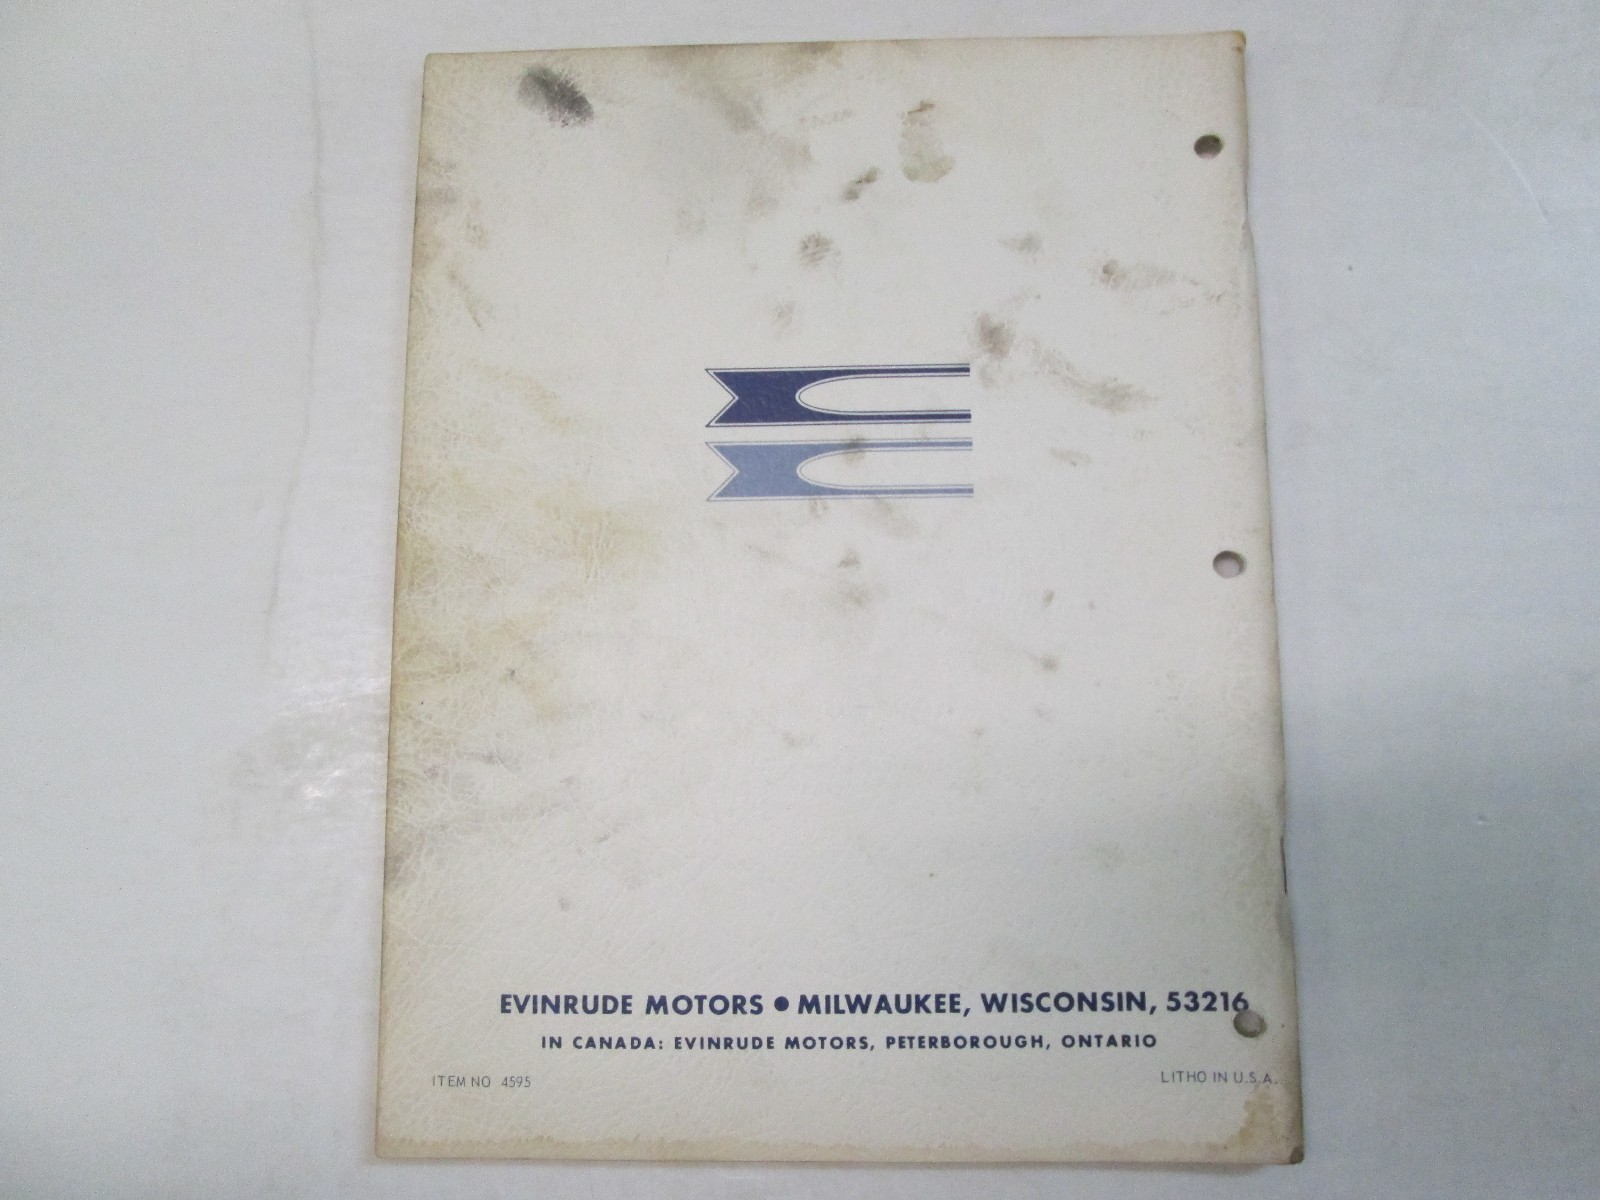 EVINRUDE MOTORS ● MILWAUKEE, WISCONSIN, 53216
IN CANADA: EVINRUDE MOTORS, PETERBOROUGH, ONTARIO
ITEM NO 4595
LITHO IN U.S.A.